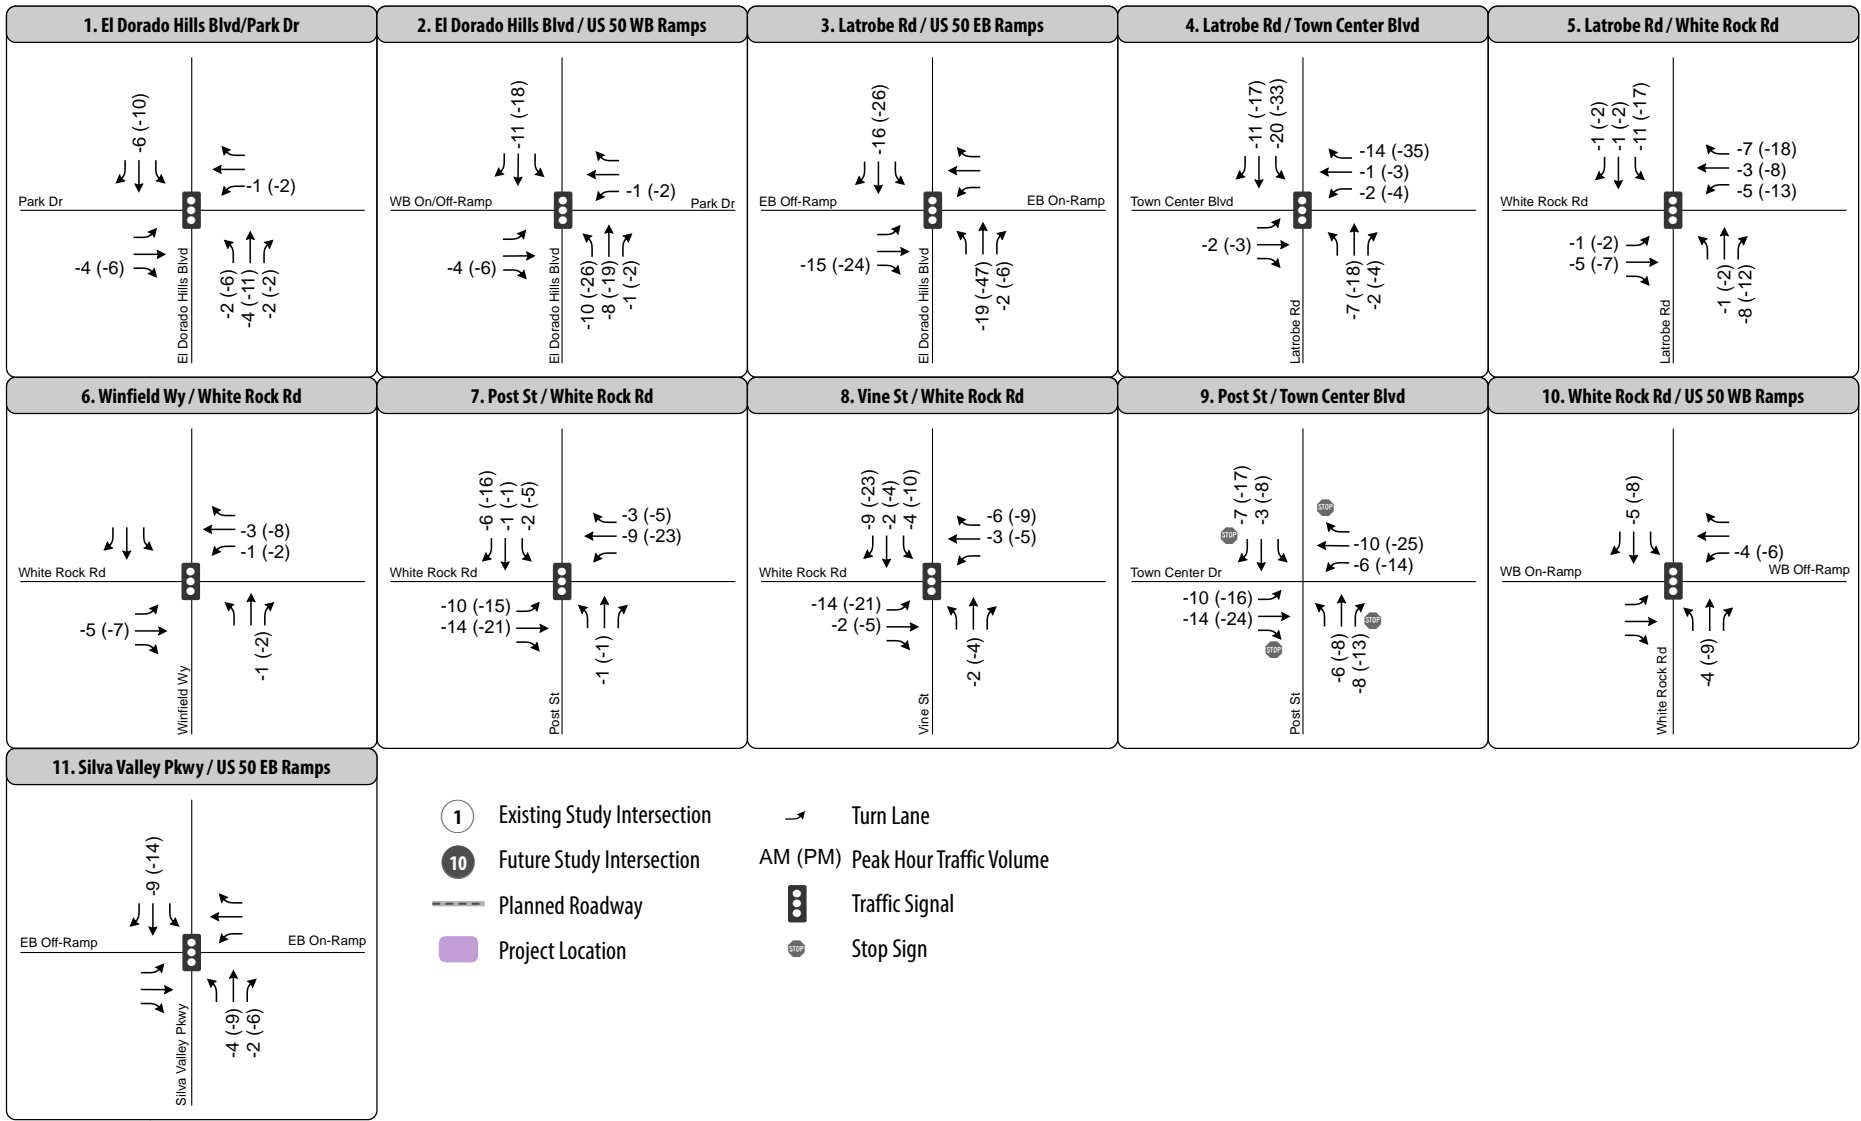 1. El Dorado Hills Blvd/Park Dr
-6 (-10)
-1 (-2)
Park Dr
-4 (-6)
El Dorado Hills Blvd
-2 (-6)
-4 (-11)
-2 (-2)
2. El Dorado Hills Blvd / US 50 WB Ramps
-11 (-18)
-1 (-2)
WB On/Off-Ramp
Park Dr
-4 (-6)
El Dorado Hills Blvd
-10 (-26)
-8 (-19)
-1 (-2)
3. Latrobe Rd / US 50 EB Ramps
-16 (-26)
EB Off-Ramp
EB On-Ramp
-15 (-24)
El Dorado Hills Blvd
-19 (-47)
-2 (-6)
4. Latrobe Rd / Town Center Blvd
-11 (-17)
-20 (-33)
-14 (-35)
-1 (-3)
-2 (-4)
Town Center Blvd
-2 (-3)
Latrobe Rd
-7 (-18)
-2 (-4)
5. Latrobe Rd / White Rock Rd
-1 (-2)
-1 (-2)
-11 (-17)
-7 (-18)
-3 (-8)
-5 (-13)
White Rock Rd
-1 (-2)
-5 (-7)
Latrobe Rd
-1 (-2)
-8 (-12)
6. Winfield Wy / White Rock Rd
-3 (-8)
-1 (-2)
White Rock Rd
-5 (-7)
Winfield Wy
-1 (-2)
7. Post St / White Rock Rd
-6 (-16)
-1 (-1)
-2 (-5)
-3 (-5)
-9 (-23)
White Rock Rd
-10 (-15)
-14 (-21)
Post St
-1 (-1)
8. Vine St / White Rock Rd
-9 (-23)
-2 (-4)
-4 (-10)
-6 (-9)
-3 (-5)
White Rock Rd
-14 (-21)
-2 (-5)
Vine St
-2 (-4)
9. Post St / Town Center Blvd
-7 (-17)
-3 (-8)
STOP
STOP
-10 (-25)
-6 (-14)
Town Center Dr
-10 (-16)
-14 (-24)
STOP
STOP
Post St
-6 (-8)
-8 (-13)
10. White Rock Rd / US 50 WB Ramps
-5 (-8)
-4 (-6)
WB On-Ramp
WB Off-Ramp
White Rock Rd
-4 (-9)
11. Silva Valley Pkwy / US 50 EB Ramps
-9 (-14)
EB Off-Ramp
EB On-Ramp
Silva Valley Pkwy
-4 (-9)
-2 (-6)
1 Existing Study Intersection
10 Future Study Intersection
Planned Roadway
Project Location
Turn Lane
AM (PM) Peak Hour Traffic Volume
Traffic Signal
STOP Stop Sign